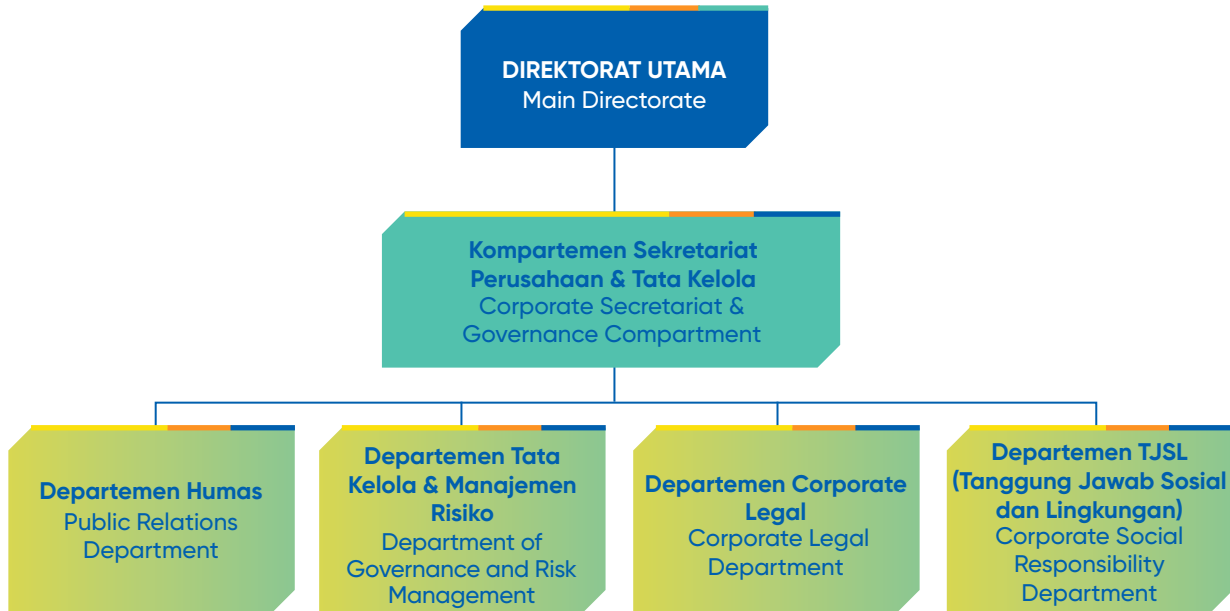 DIREKTORAT UTAMA
Main Directorate
Kompartemen Sekretariat
Perusahaan & Tata Kelola
Corporate Secretariat &
Governance Compartment
Departemen Humas
Public Relations
Department
Departemen Tata
Kelola & Manajemen
Risiko
Department of
Governance and Risk
Management
Departemen Corporate
Legal
Corporate Legal
Department
Departemen TJSL
(Tanggung Jawab Sosial
dan Lingkungan)
Corporate Social
Responsibility
Department